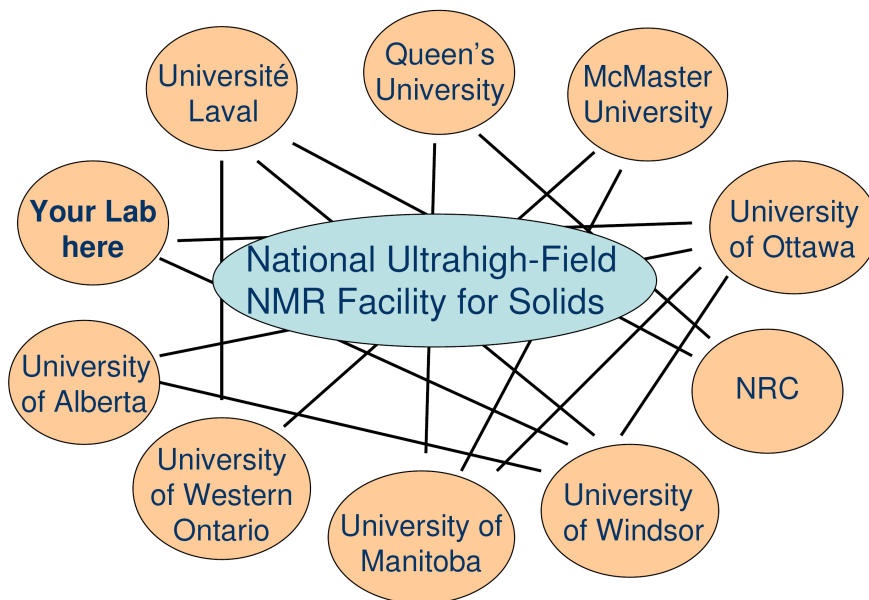 Université
Laval
Queen's
University
McMaster
University
Your Lab
here
University
of Ottawa
National Ultrahigh-Field
NMR Facility for Solids
University
of Alberta
NRC
University
of Western
Ontario
University of
Manitoba
University
of Windsor